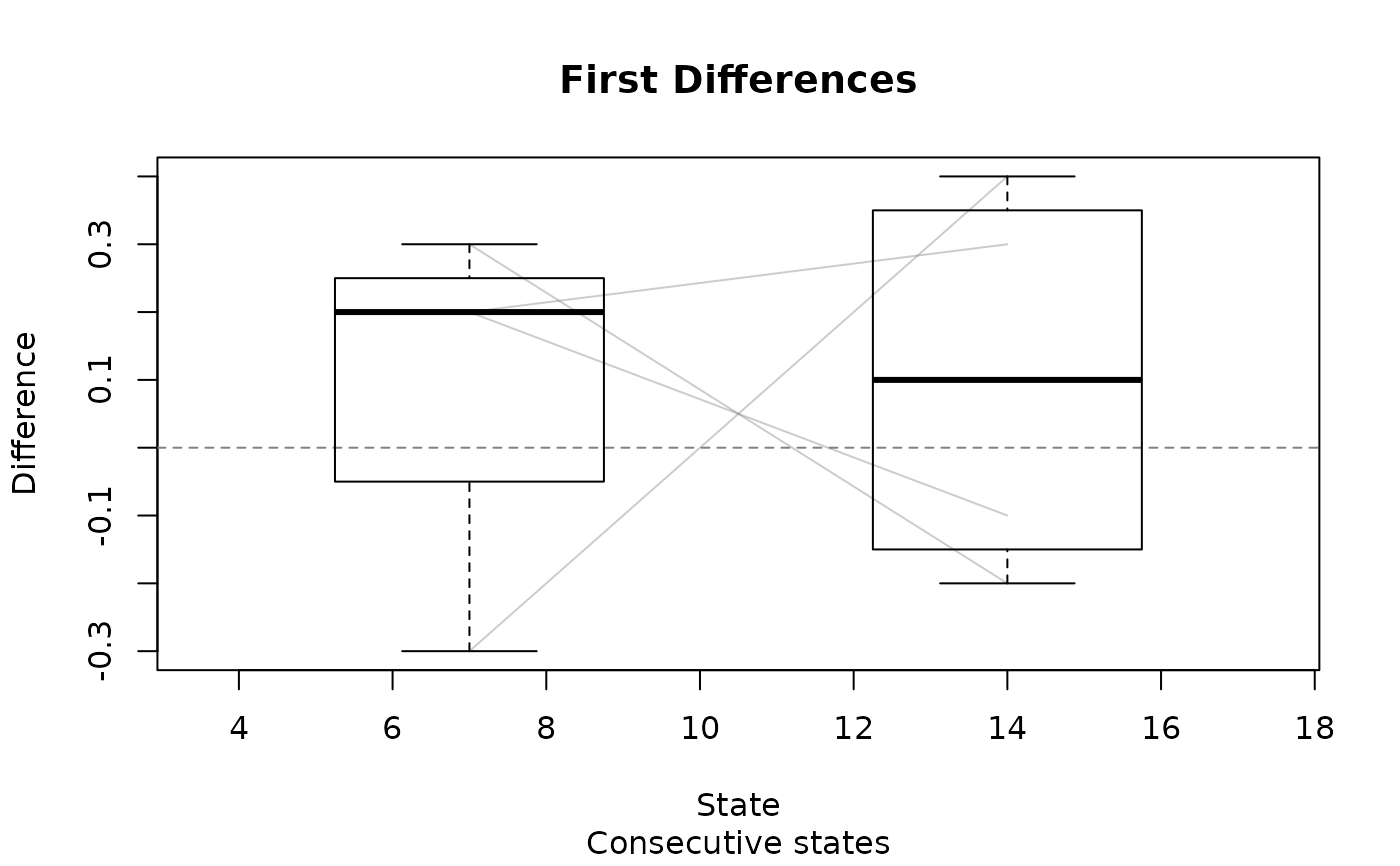 First Differences
Difference
0.3
0.1
-0.1
-0.3
4 6 8 10 12 14 16 18
State
Consecutive states